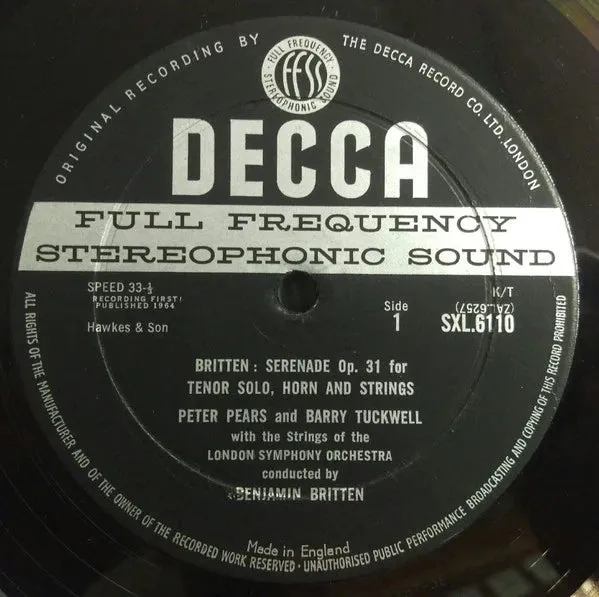 ORIGINAL RECORDING BY
THE DECCA RECORD CO. LTD. LONDON
FULL FREQUENCY
ffss
STEREOPHONIC SOUND
DECCA
FULL FREQUENCY
STEREOPHONIC SOUND
SPEED 33-⅓
RECORDING FIRST
PUBLISHED 1964
Hawkes & Son
Side
1
K/T
(ZAL.6257)
SXL.6110
BRITTEN : SERENADE Op. 31 for
TENOR SOLO, HORN AND STRINGS
PETER PEARS and BARRY TUCKWELL
with the Strings of the
LONDON SYMPHONY ORCHESTRA
conducted by
BENJAMIN BRITTEN
Made in England
ALL RIGHTS OF THE MANUFACTURER AND OF THE OWNER OF THE RECORDED WORK RESERVED · UNAUTHORISED PUBLIC PERFORMANCE BROADCASTING AND COPYING OF THIS RECORD PROHIBITED